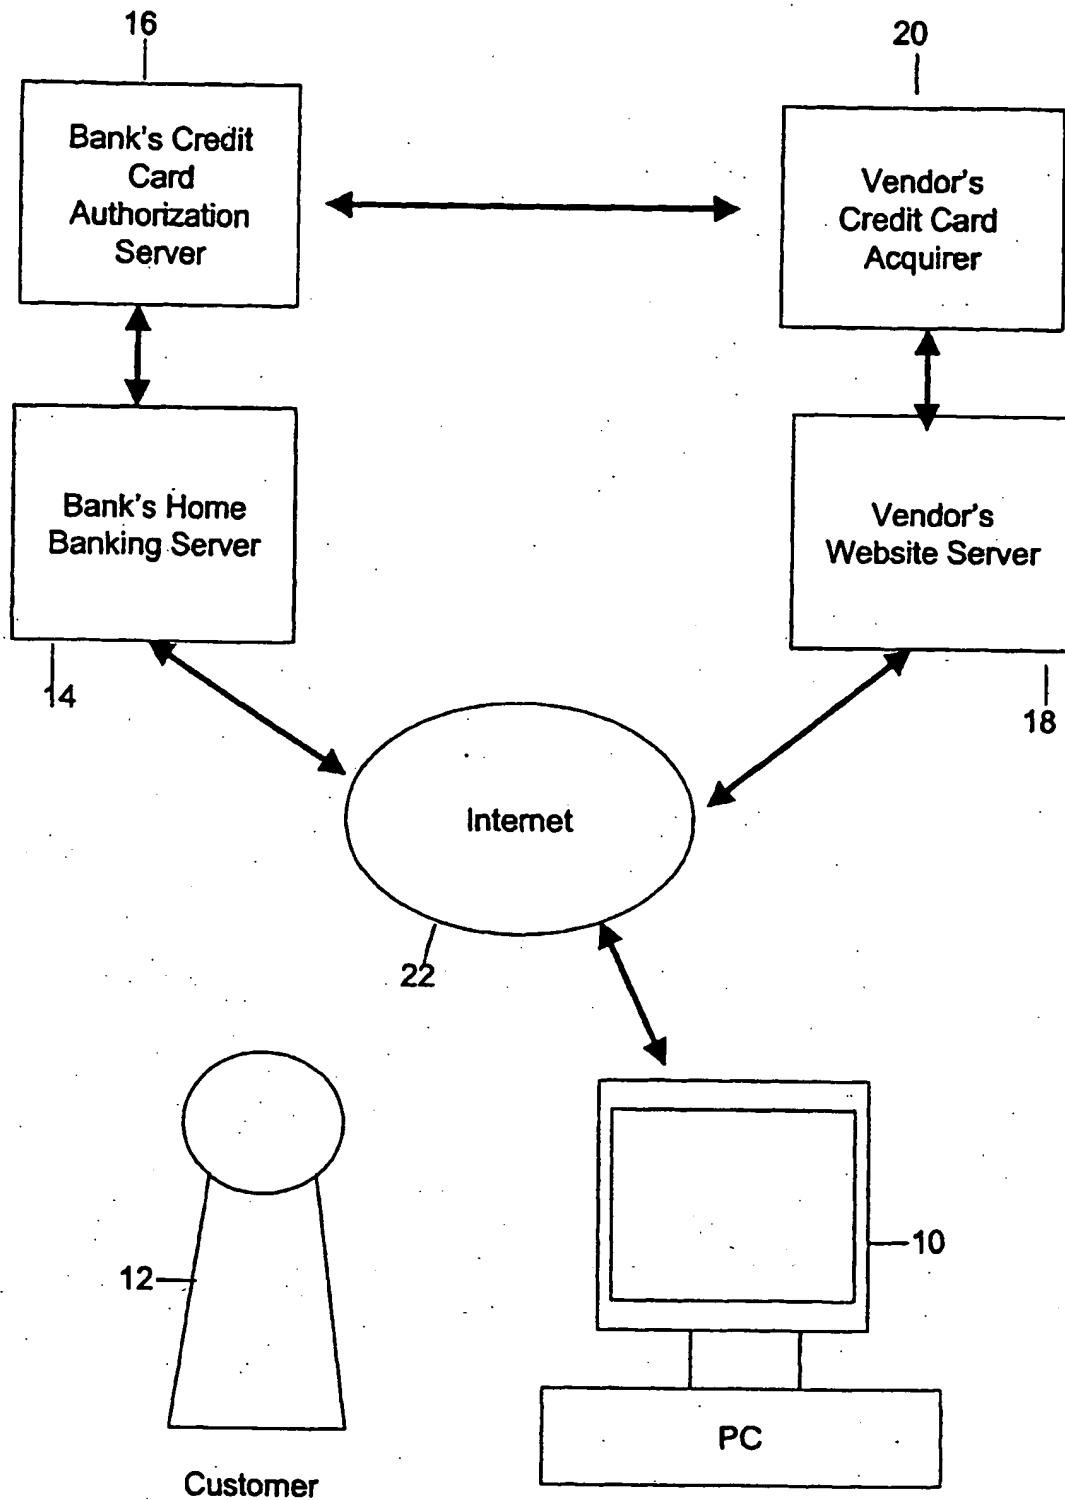 16
20
Bank's Credit
Card
Authorization
Server
Vendor's
Credit Card
Acquirer
Bank's Home
Banking Server
Vendor's
Website Server
14
18
Internet
22
12
10
PC
Customer